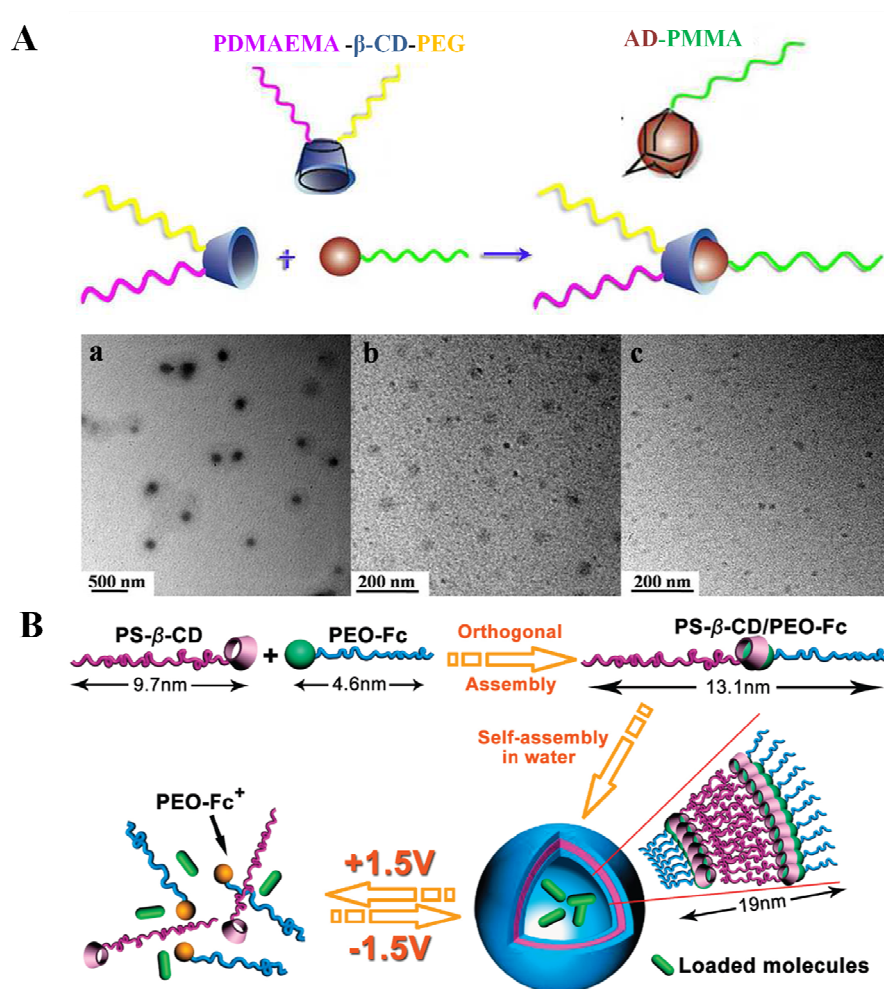 A
PDMAEMA -β-CD-PEG
AD-PMMA
+
a
b
c
500 nm
200 nm
200 nm
B
PS-β-CD
+
PEO-Fc
Orthogonal
Assembly
PS-β-CD/PEO-Fc
9.7nm
4.6nm
13.1nm
Self-assembly
in water
PEO-Fc+
+1.5V
-1.5V
19nm
Loaded molecules